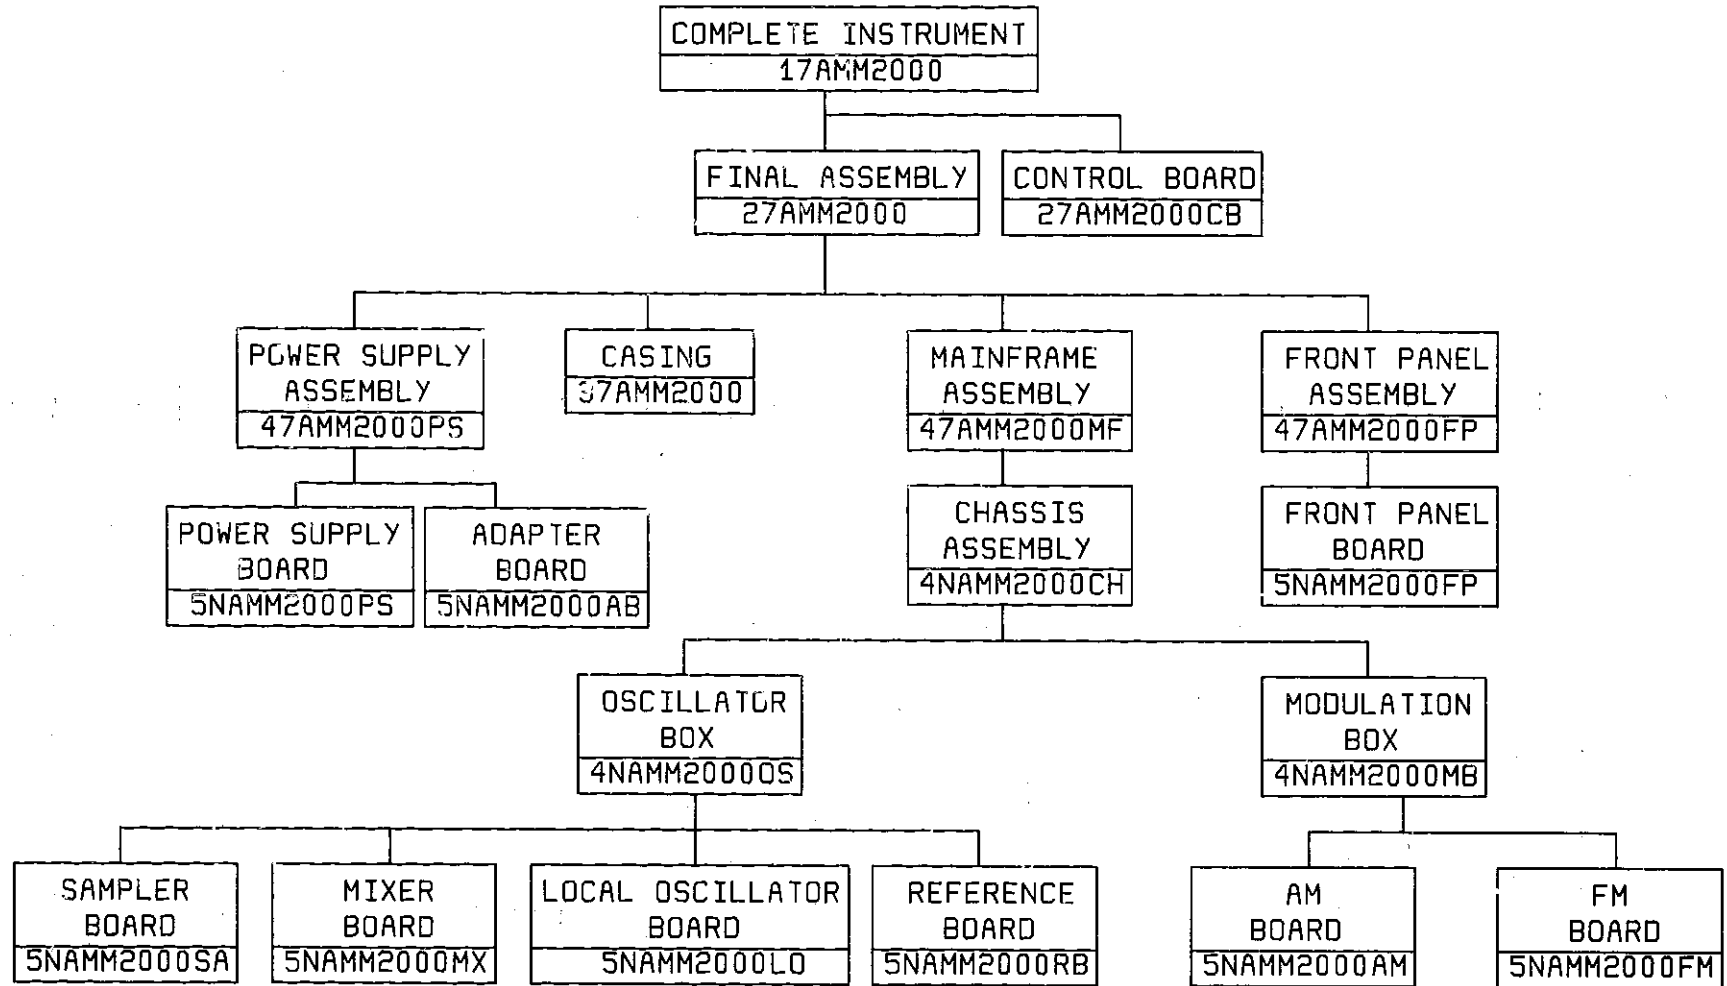 COMPLETE INSTRUMENT
17AMM2000
FINAL ASSEMBLY
27AMM2000
CONTROL BOARD
27AMM2000CB
POWER SUPPLY
ASSEMBLY
47AMM2000PS
CASING
37AMM2000
MAINFRAME
ASSEMBLY
47AMM2000MF
FRONT PANEL
ASSEMBLY
47AMM2000FP
POWER SUPPLY
BOARD
5NAMM2000PS
ADAPTER
BOARD
5NAMM2000AB
CHASSIS
ASSEMBLY
4NAMM2000CH
FRONT PANEL
BOARD
5NAMM2000FP
OSCILLATOR
BOX
4NAMM2000OS
MODULATION
BOX
4NAMM2000MB
SAMPLER
BOARD
5NAMM2000SA
MIXER
BOARD
5NAMM2000MX
LOCAL OSCILLATOR
BOARD
5NAMM2000LO
REFERENCE
BOARD
5NAMM2000RB
AM
BOARD
5NAMM2000AM
FM
BOARD
5NAMM2000FM